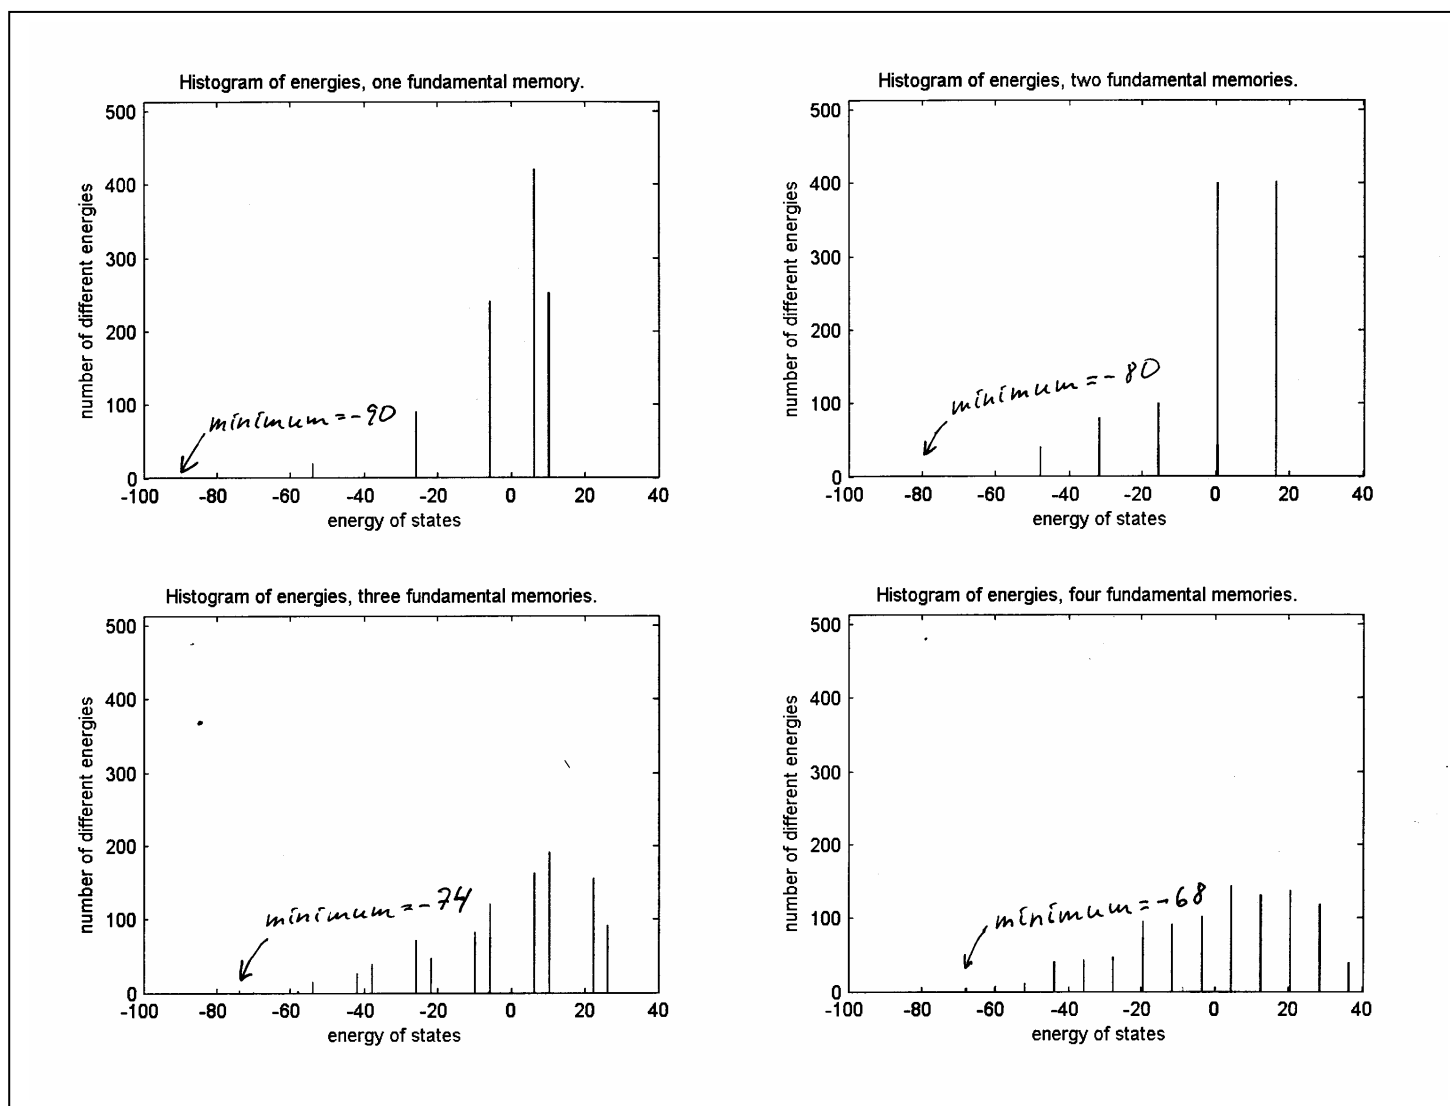 Histogram of energies, one fundamental memory.
500
400
300
200
100
0
number of different energies
minimum=-90
-100 -80 -60 -40 -20 0 20 40
energy of states
Histogram of energies, two fundamental memories.
500
400
300
200
100
0
number of different energies
minimum=-80
-100 -80 -60 -40 -20 0 20 40
energy of states
Histogram of energies, three fundamental memories.
500
400
300
200
100
0
number of different energies
minimum=-74
-100 -80 -60 -40 -20 0 20 40
energy of states
Histogram of energies, four fundamental memories.
500
400
300
200
100
0
number of different energies
minimum=-68
-100 -80 -60 -40 -20 0 20 40
energy of states